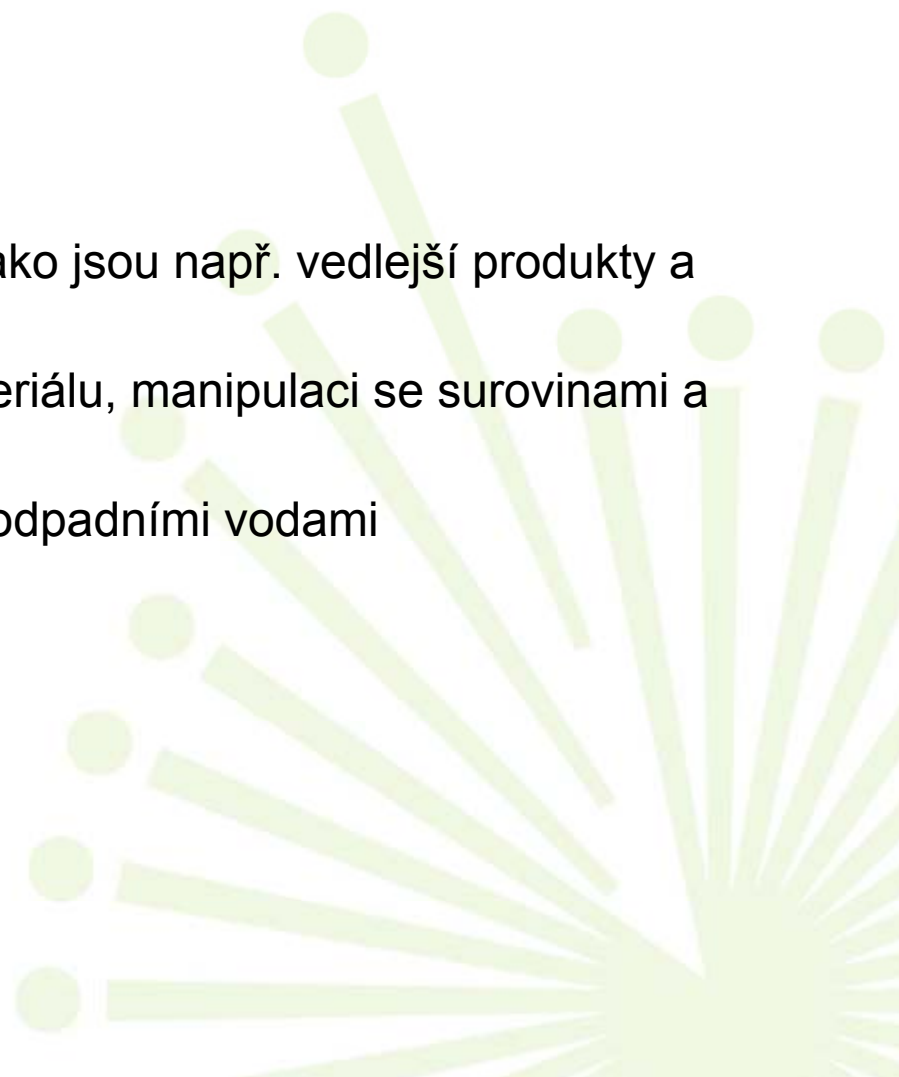 ako jsou např. vedlejší produkty a
eriálu, manipulaci se surovinami a
odpadními vodami